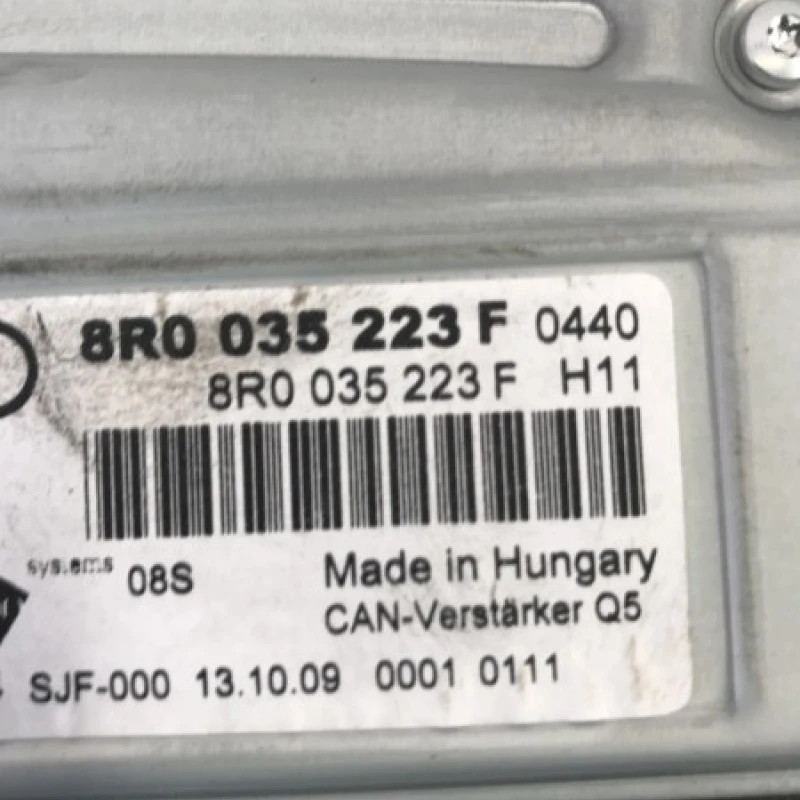 8R0 035 223 F 0440
8R0 035 223 F H11
systems 08S
Made in Hungary
CAN-Verstärker Q5
SJF-000 13.10.09 0001 0111